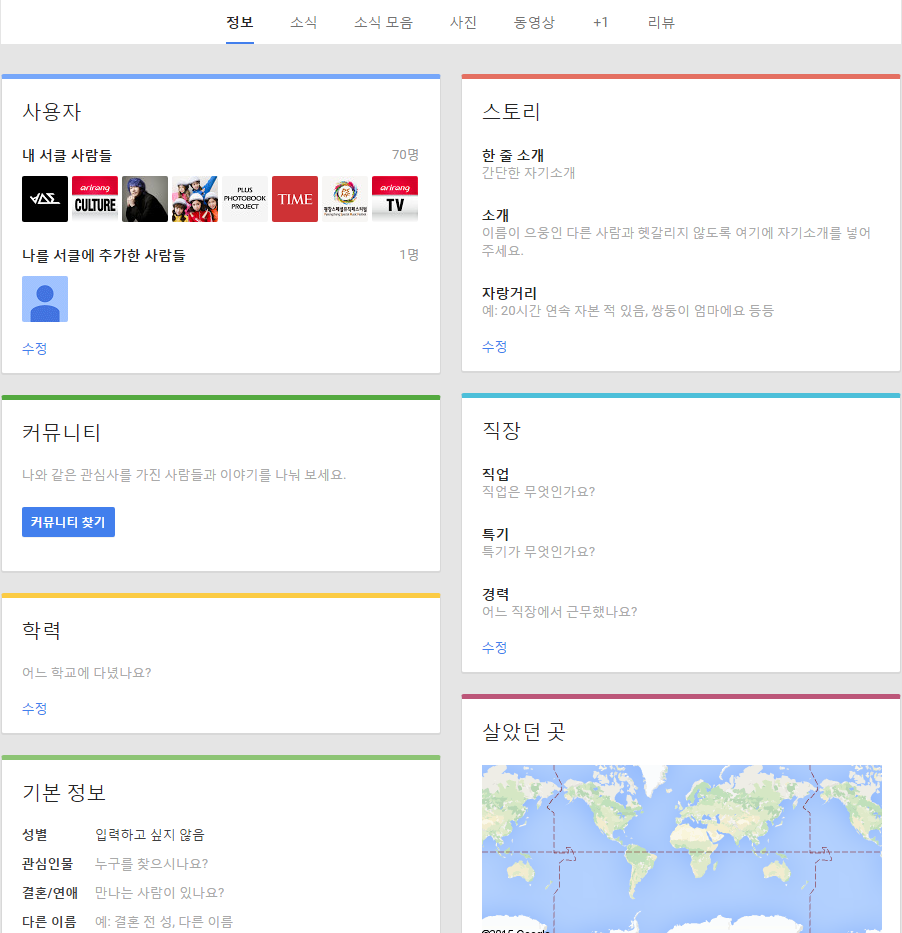 정보 소식 소식 모음 사진 동영상 +1 리뷰
사용자
내 서클 사람들 70명
arirang CULTURE
PLUS PHOTOBOOK PROJECT
TIME
arirang TV
나를 서클에 추가한 사람들 1명
수정
커뮤니티
나와 같은 관심사를 가진 사람들과 이야기를 나눠 보세요.
커뮤니티 찾기
학력
어느 학교에 다녔나요?
수정
기본 정보
성별 입력하고 싶지 않음
관심인물 누구를 찾으시나요?
결혼/연애 만나는 사람이 있나요?
다른 이름 예: 결혼 전 성, 다른 이름
스토리
한 줄 소개
간단한 자기소개
소개
이름이 으웅인 다른 사람과 헷갈리지 않도록 여기에 자기소개를 넣어
주세요.
자랑거리
예: 20시간 연속 자본 적 있음, 쌍둥이 엄마에요 등등
수정
직장
직업
직업은 무엇인가요?
특기
특기가 무엇인가요?
경력
어느 직장에서 근무했나요?
수정
살았던 곳
©2015 Google